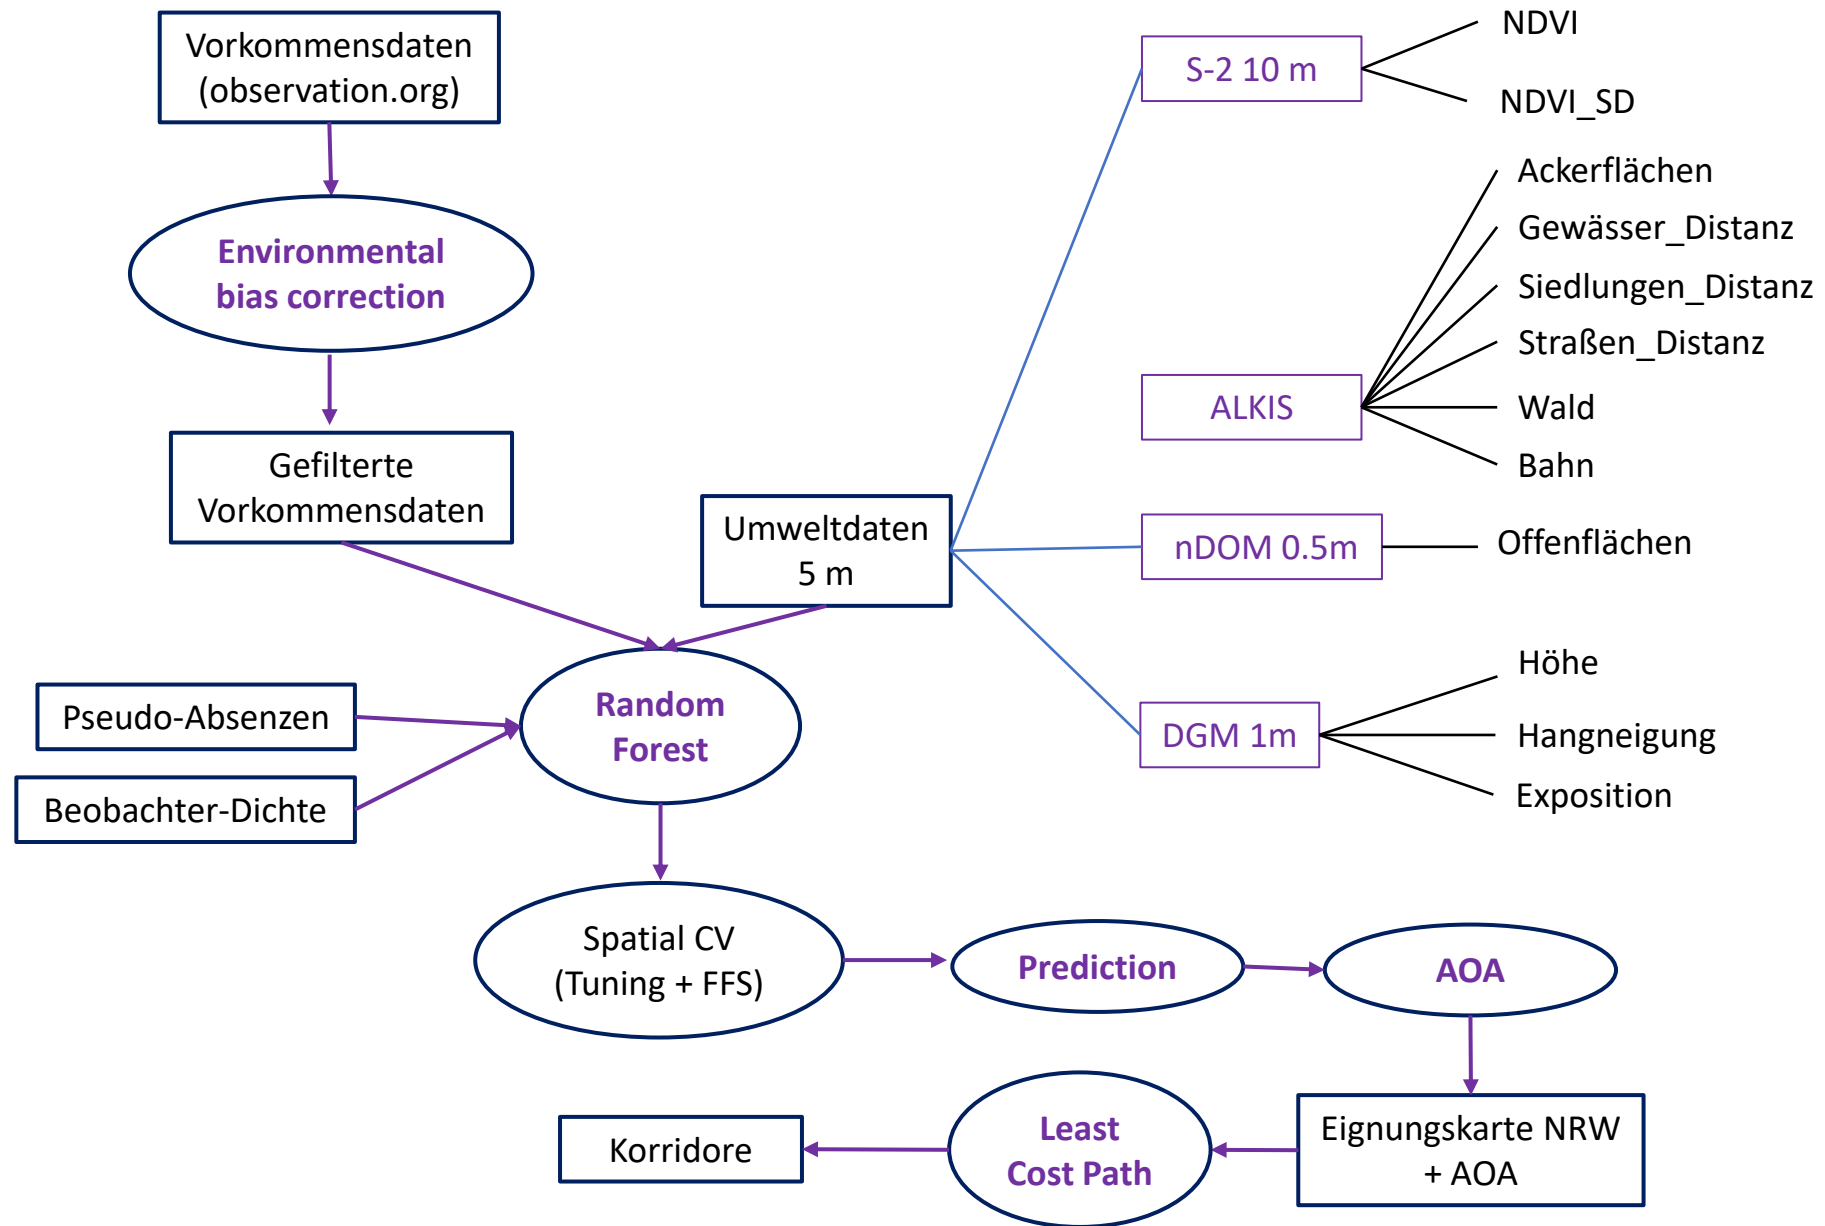 Vorkommensdaten
(observation.org)
Environmental
bias correction
Gefilterte
Vorkommensdaten
Umweltdaten
5 m
Pseudo-Absenzen
Beobachter-Dichte
Random
Forest
S-2 10 m
NDVI
NDVI_SD
ALKIS
Ackerflächen
Gewässer_Distanz
Siedlungen_Distanz
Straßen_Distanz
Wald
Bahn
nDOM 0.5m
Offenflächen
DGM 1m
Höhe
Hangneigung
Exposition
Spatial CV
(Tuning + FFS)
Prediction
AOA
Eignungskarte NRW
+ AOA
Least
Cost Path
Korridore